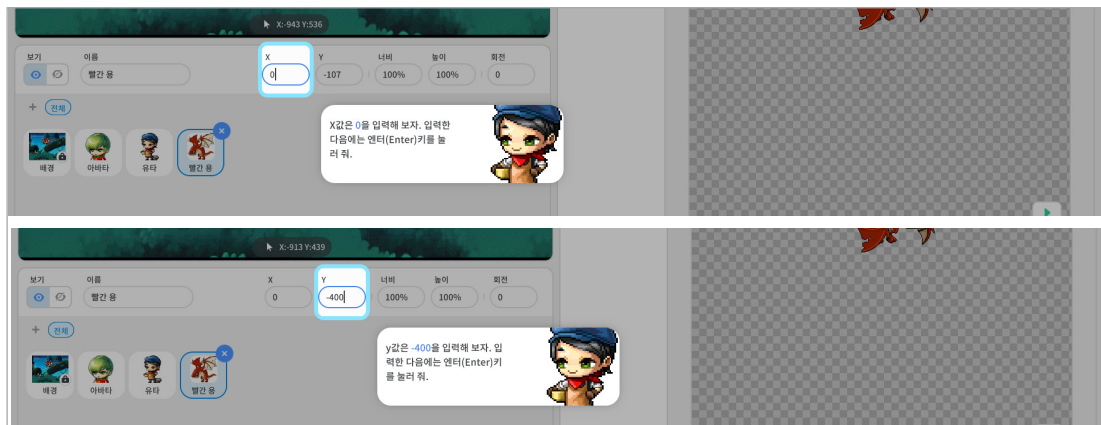 X:-943 Y:536
보기 이름 X Y 너비 높이 회전
빨간 용 0 -107 100% 100% 0
+ 전체
X값은 0을 입력해 보자. 입력한
다음에는 엔터(Enter)키를 눌
러 줘.
배경 아바타 유타 빨간 용
X:-913 Y:439
보기 이름 X Y 너비 높이 회전
빨간 용 0 -400 100% 100% 0
+ 전체
y값은 -400을 입력해 보자. 입
력한 다음에는 엔터(Enter)키
를 눌러 줘.
배경 아바타 유타 빨간 용